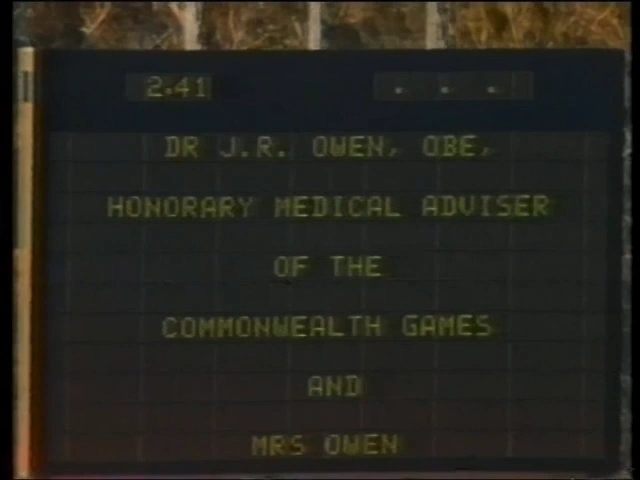 2.41 . . .
DR J.R. OWEN, OBE,
HONORARY MEDICAL ADVISER
OF THE
COMMONWEALTH GAMES
AND
MRS OWEN